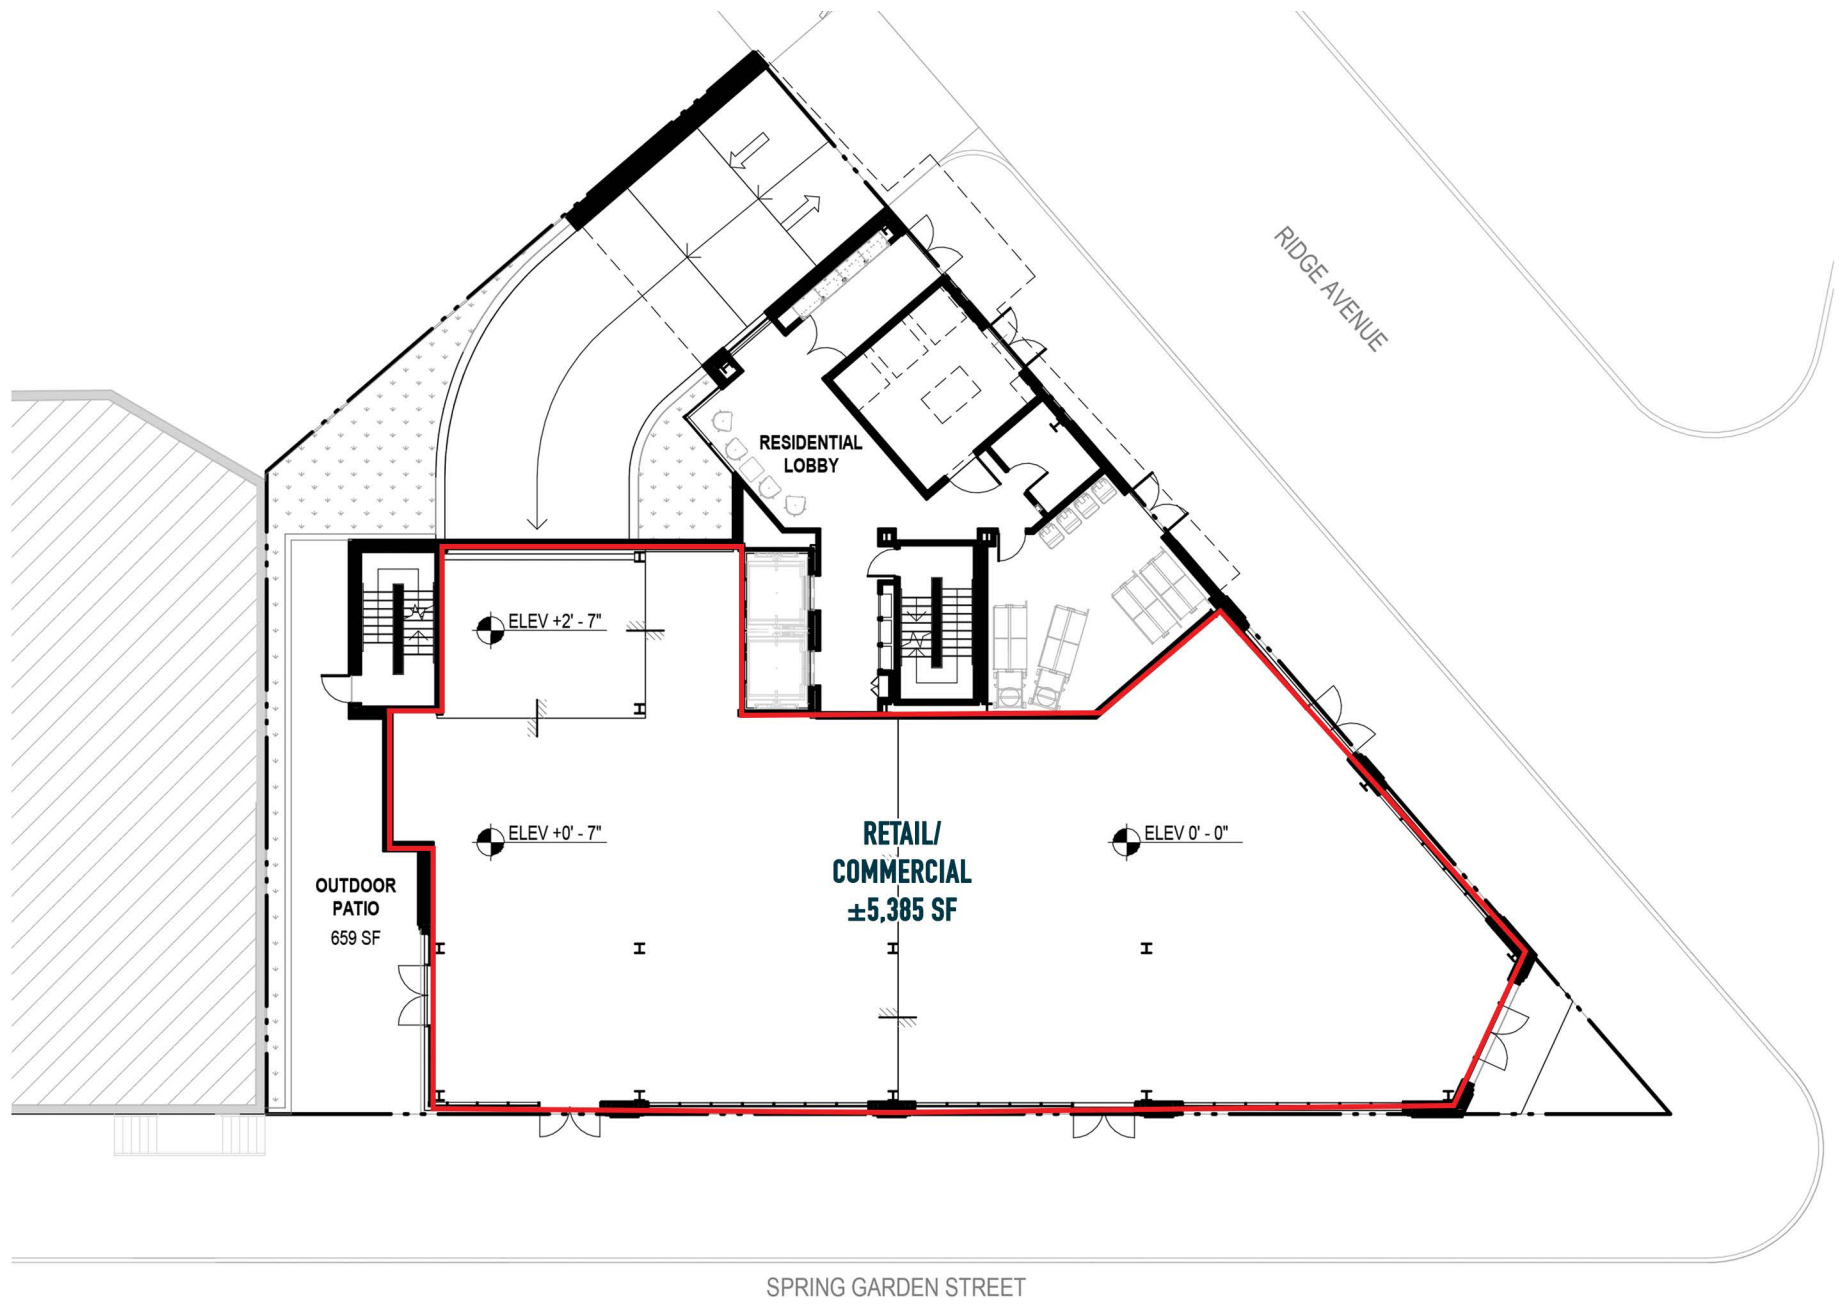 RIDGE AVENUE
RESIDENTIAL
LOBBY
ELEV +2' - 7"
ELEV +0' - 7"
RETAIL/
COMMERCIAL
±5,385 SF
ELEV 0' - 0"
OUTDOOR
PATIO
659 SF
SPRING GARDEN STREET